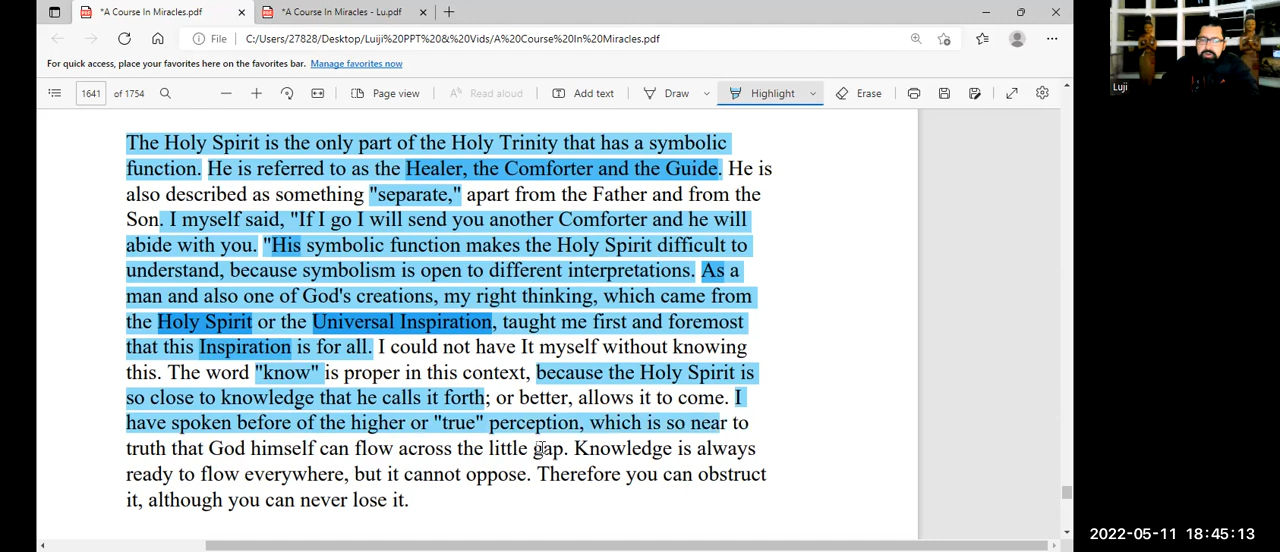 *A Course In Miracles.pdf
*A Course In Miracles - Lu.pdf
File
C:/Users/27828/Desktop/Luiji%20PPT%20&%20Vids/A%20Course%20In%20Miracles.pdf
For quick access, place your favorites here on the favorites bar. Manage favorites now
1641 of 1754
Page view
Read aloud
Add text
Draw
Highlight
Erase
Luji
The Holy Spirit is the only part of the Holy Trinity that has a symbolic
function. He is referred to as the Healer, the Comforter and the Guide. He is
also described as something "separate," apart from the Father and from the
Son. I myself said, "If I go I will send you another Comforter and he will
abide with you. "His symbolic function makes the Holy Spirit difficult to
understand, because symbolism is open to different interpretations. As a
man and also one of God's creations, my right thinking, which came from
the Holy Spirit or the Universal Inspiration, taught me first and foremost
that this Inspiration is for all. I could not have It myself without knowing
this. The word "know" is proper in this context, because the Holy Spirit is
so close to knowledge that he calls it forth; or better, allows it to come. I
have spoken before of the higher or "true" perception, which is so near to
truth that God himself can flow across the little gap. Knowledge is always
ready to flow everywhere, but it cannot oppose. Therefore you can obstruct
it, although you can never lose it.
2022-05-11 18:45:13